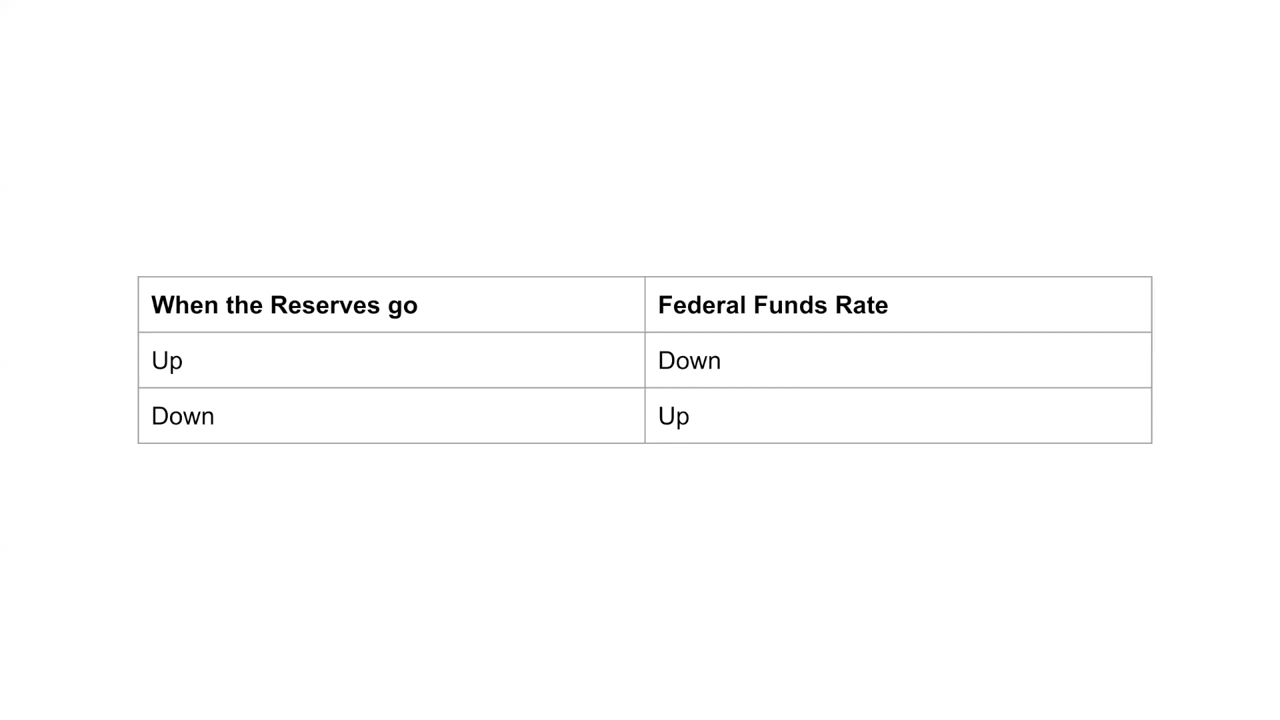 When the Reserves go
Federal Funds Rate
Up
Down
Down
Up